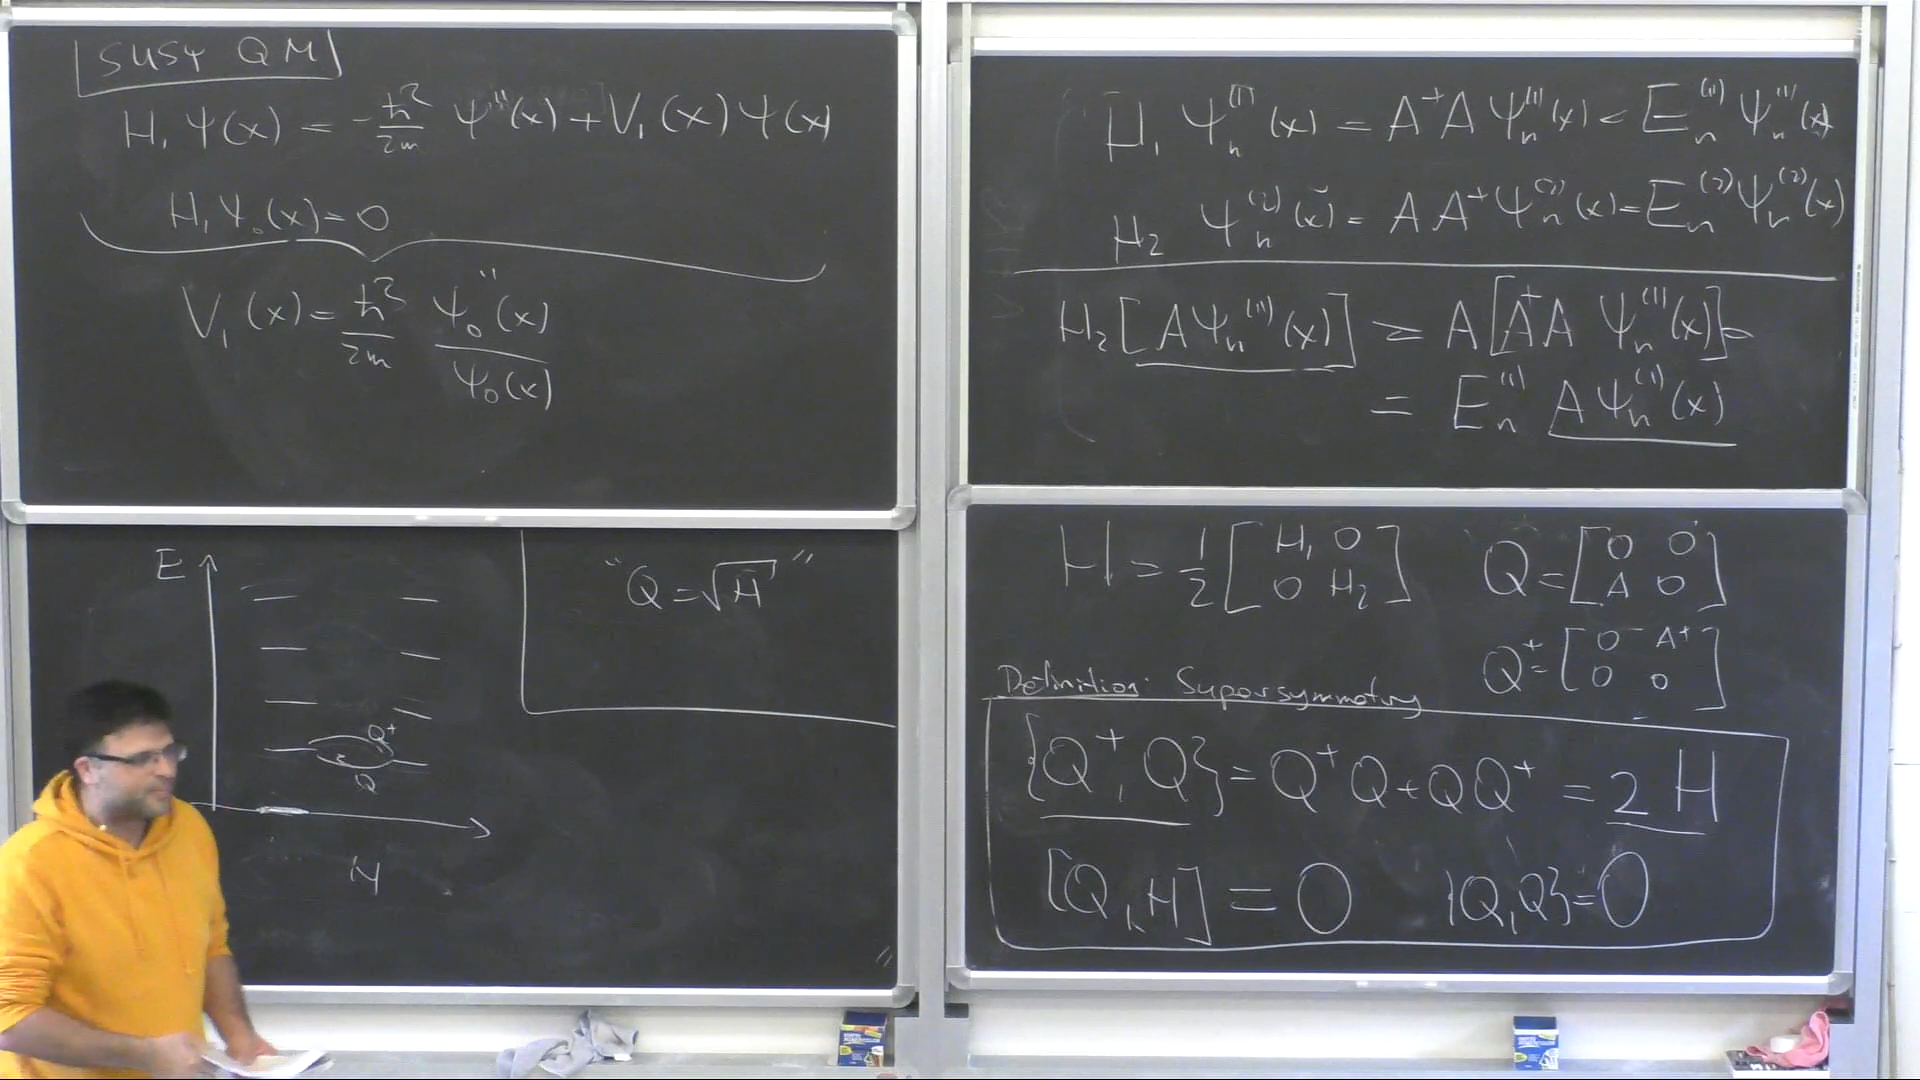 SUSY QM
H₁ Ψ(x) = -ħ²/2m Ψ''(x) + V₁(x) Ψ(x)
H₁Ψ₀(x) = 0
V₁(x) = ħ²/2m Ψ₀''(x)/Ψ₀(x)
E
Q⁺
Q
N
"Q = √H"
H₁ Ψₙ⁽¹⁾(x) = A⁺A Ψₙ⁽¹⁾(x) = Eₙ⁽¹⁾ Ψₙ⁽¹⁾(x)
H₂ Ψₙ⁽²⁾(x) = A A⁺ Ψₙ⁽²⁾(x) = Eₙ⁽²⁾ Ψₙ⁽²⁾(x)
H₂ [A Ψₙ⁽¹⁾(x)] = A [A⁺A Ψₙ⁽¹⁾(x)] =
= Eₙ⁽¹⁾ A Ψₙ⁽¹⁾(x)
H = 1/2 [H₁ 0; 0 H₂] Q = [0 0; A 0]
Q⁺ = [0 A⁺; 0 0]
Definition: Supersymmetry
{Q⁺, Q} = Q⁺Q + QQ⁺ = 2H
[Q, H] = 0 {Q, Q} = 0